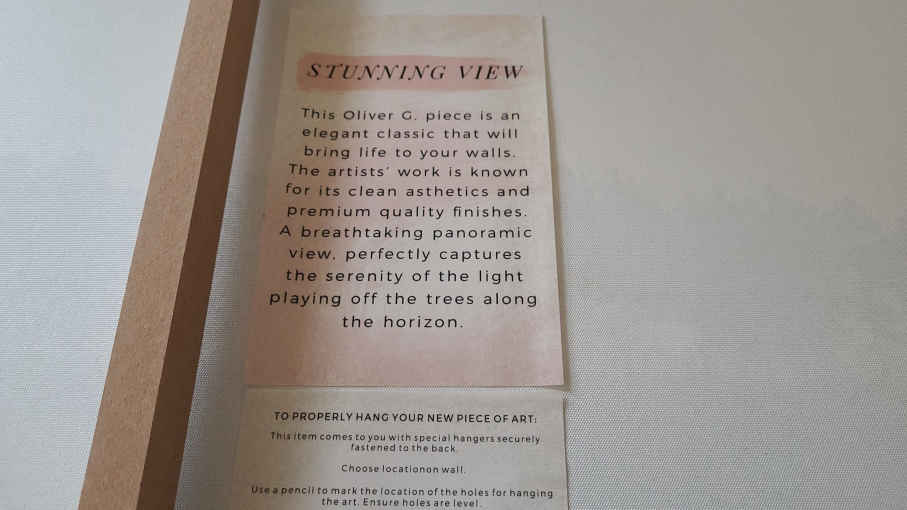 STUNNING VIEW
This Oliver G. piece is an
elegant classic that will
bring life to your walls.
The artists' work is known
for its clean asthetics and
premium quality finishes.
A breathtaking panoramic
view, perfectly captures
the serenity of the light
playing off the trees along
the horizon.
TO PROPERLY HANG YOUR NEW PIECE OF ART:
This item comes to you with special hangers securely
fastened to the back.
Choose locationon wall.
Use a pencil to mark the location of the holes for hanging
the art. Ensure holes are level.